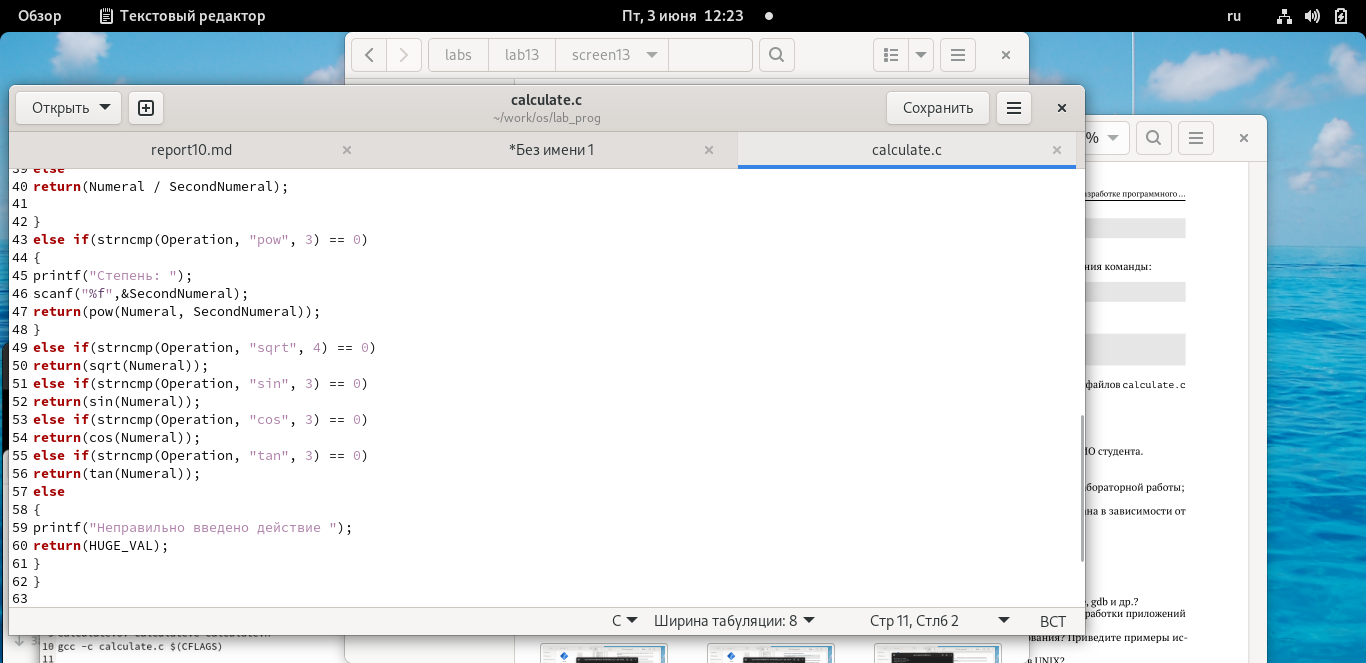 Обзор
Текстовый редактор
Пт, 3 июня 12:23
ru
labs
lab13
screen13
Открыть
calculate.c
~/work/os/lab_prog
Сохранить
report10.md
*Без имени 1
calculate.c
39 else
40 return(Numeral / SecondNumeral);
41
42 }
43 else if(strncmp(Operation, "pow", 3) == 0)
44 {
45 printf("Степень: ");
46 scanf("%f",&SecondNumeral);
47 return(pow(Numeral, SecondNumeral));
48 }
49 else if(strncmp(Operation, "sqrt", 4) == 0)
50 return(sqrt(Numeral));
51 else if(strncmp(Operation, "sin", 3) == 0)
52 return(sin(Numeral));
53 else if(strncmp(Operation, "cos", 3) == 0)
54 return(cos(Numeral));
55 else if(strncmp(Operation, "tan", 3) == 0)
56 return(tan(Numeral));
57 else
58 {
59 printf("Неправильно введено действие ");
60 return(HUGE_VAL);
61 }
62 }
63
C
Ширина табуляции: 8
Стр 11, Стлб 2
ВСТ
%
азработке программного ...
ния команды:
файлов calculate.c
ИО студента.
абораторной работы;
ана в зависимости от
, gdb и др.?
работки приложений
ования? Приведите примеры ис-
в UNIX?
10 gcc -c calculate.c $(CFLAGS)
11